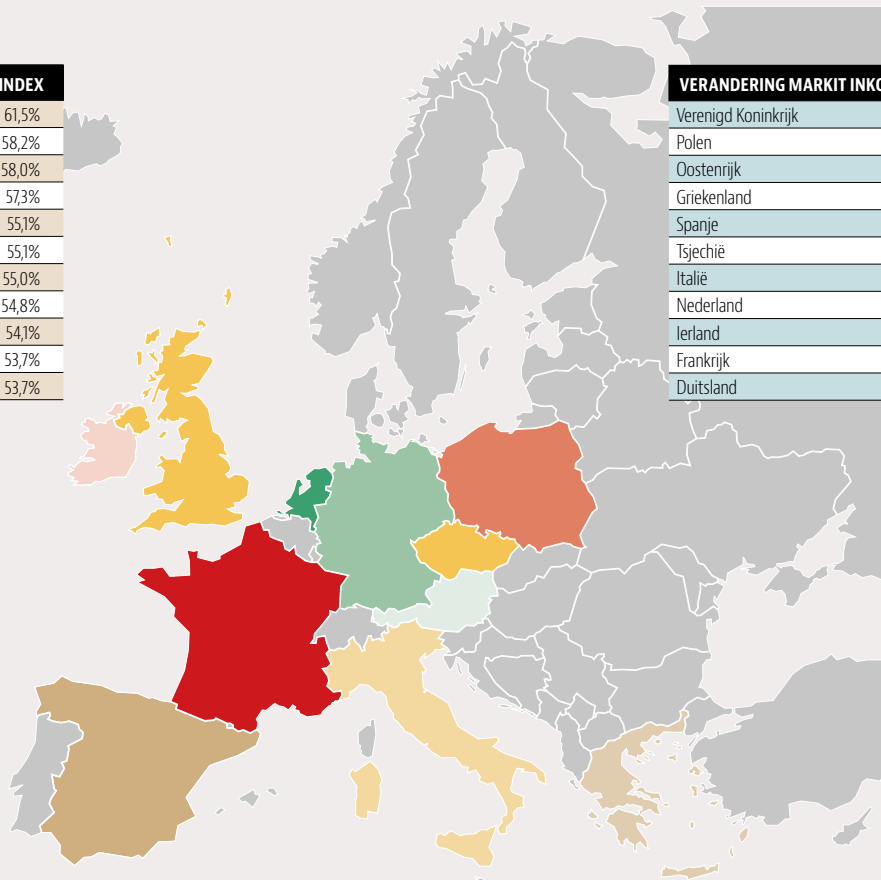 INDEX
61,5%
58,2%
58,0%
57,3%
55,1%
55,1%
55,0%
54,8%
54,1%
53,7%
53,7%
VERANDERING MARKIT INKO
Verenigd Koninkrijk
Polen
Oostenrijk
Griekenland
Spanje
Tsjechië
Italië
Nederland
Ierland
Frankrijk
Duitsland